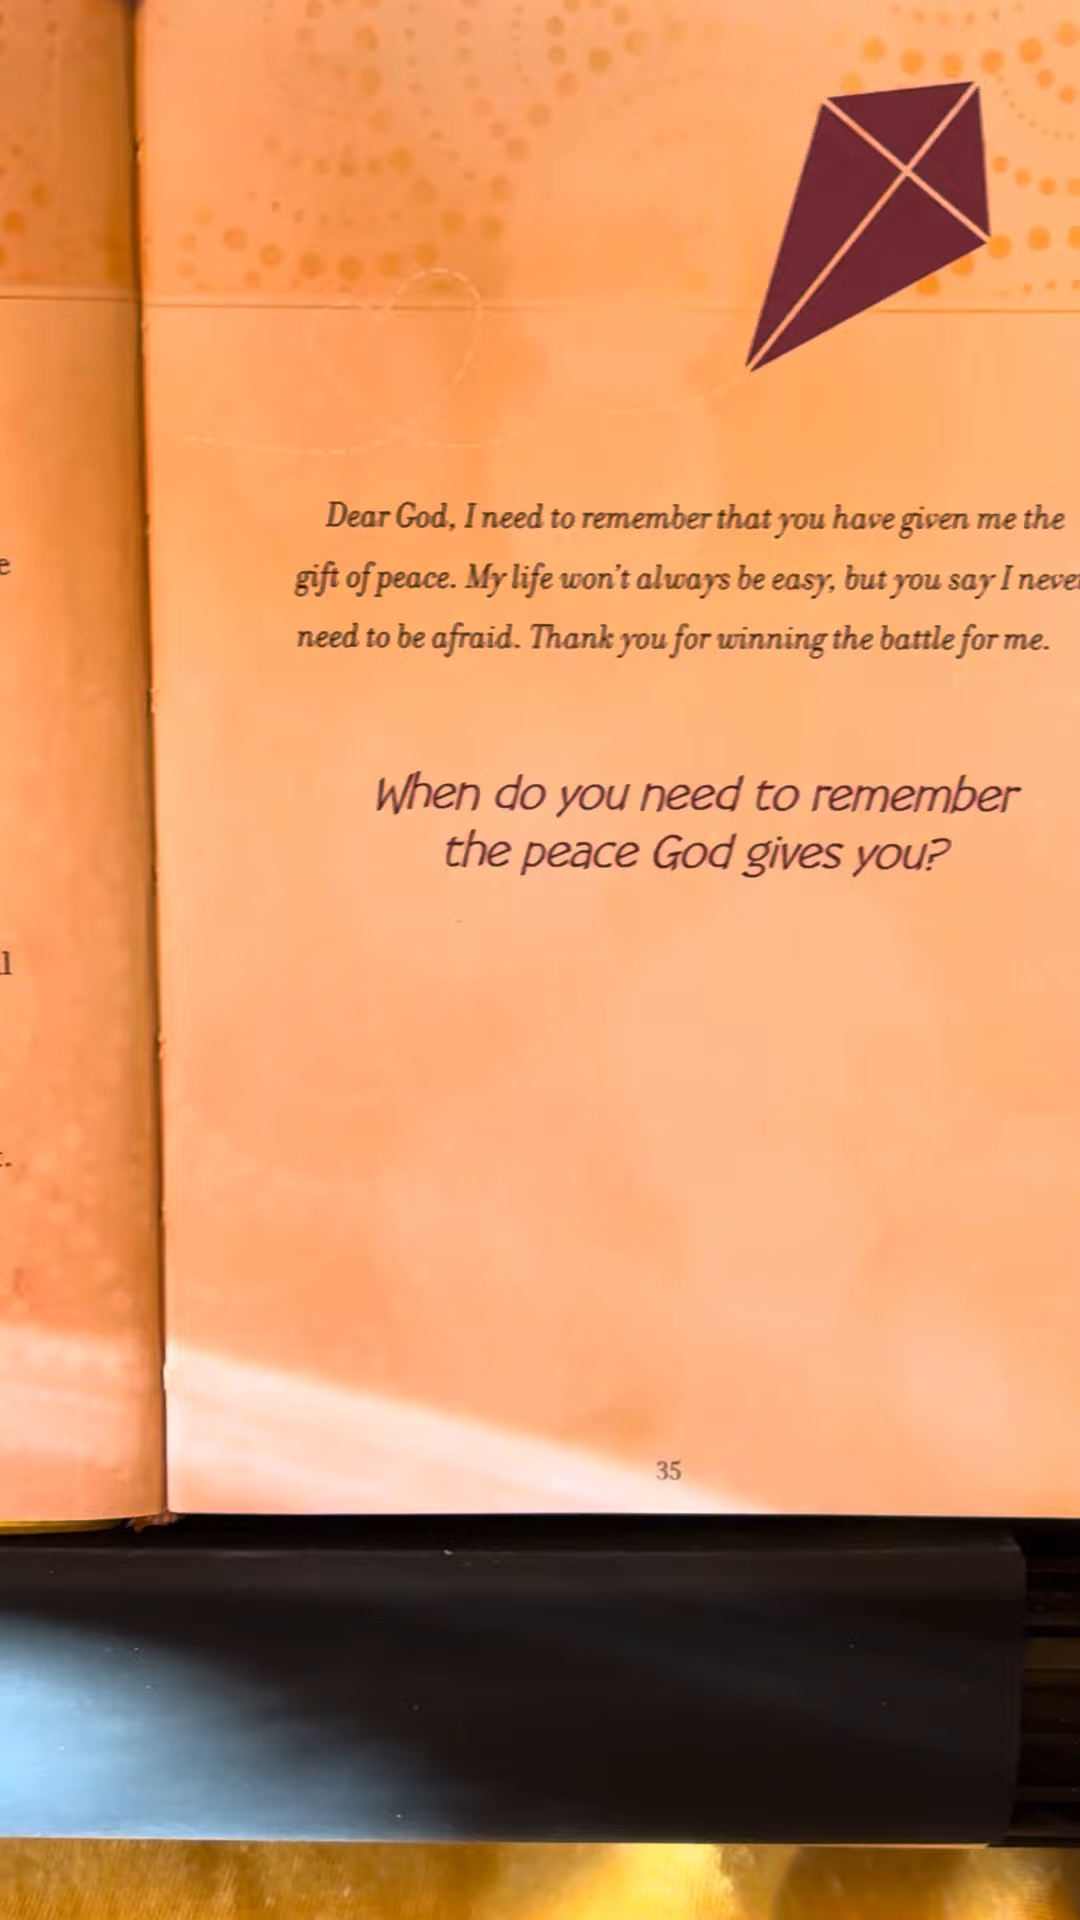 Dear God, I need to remember that you have given me the
gift of peace. My life won't always be easy, but you say I never
need to be afraid. Thank you for winning the battle for me.
When do you need to remember
the peace God gives you?
35